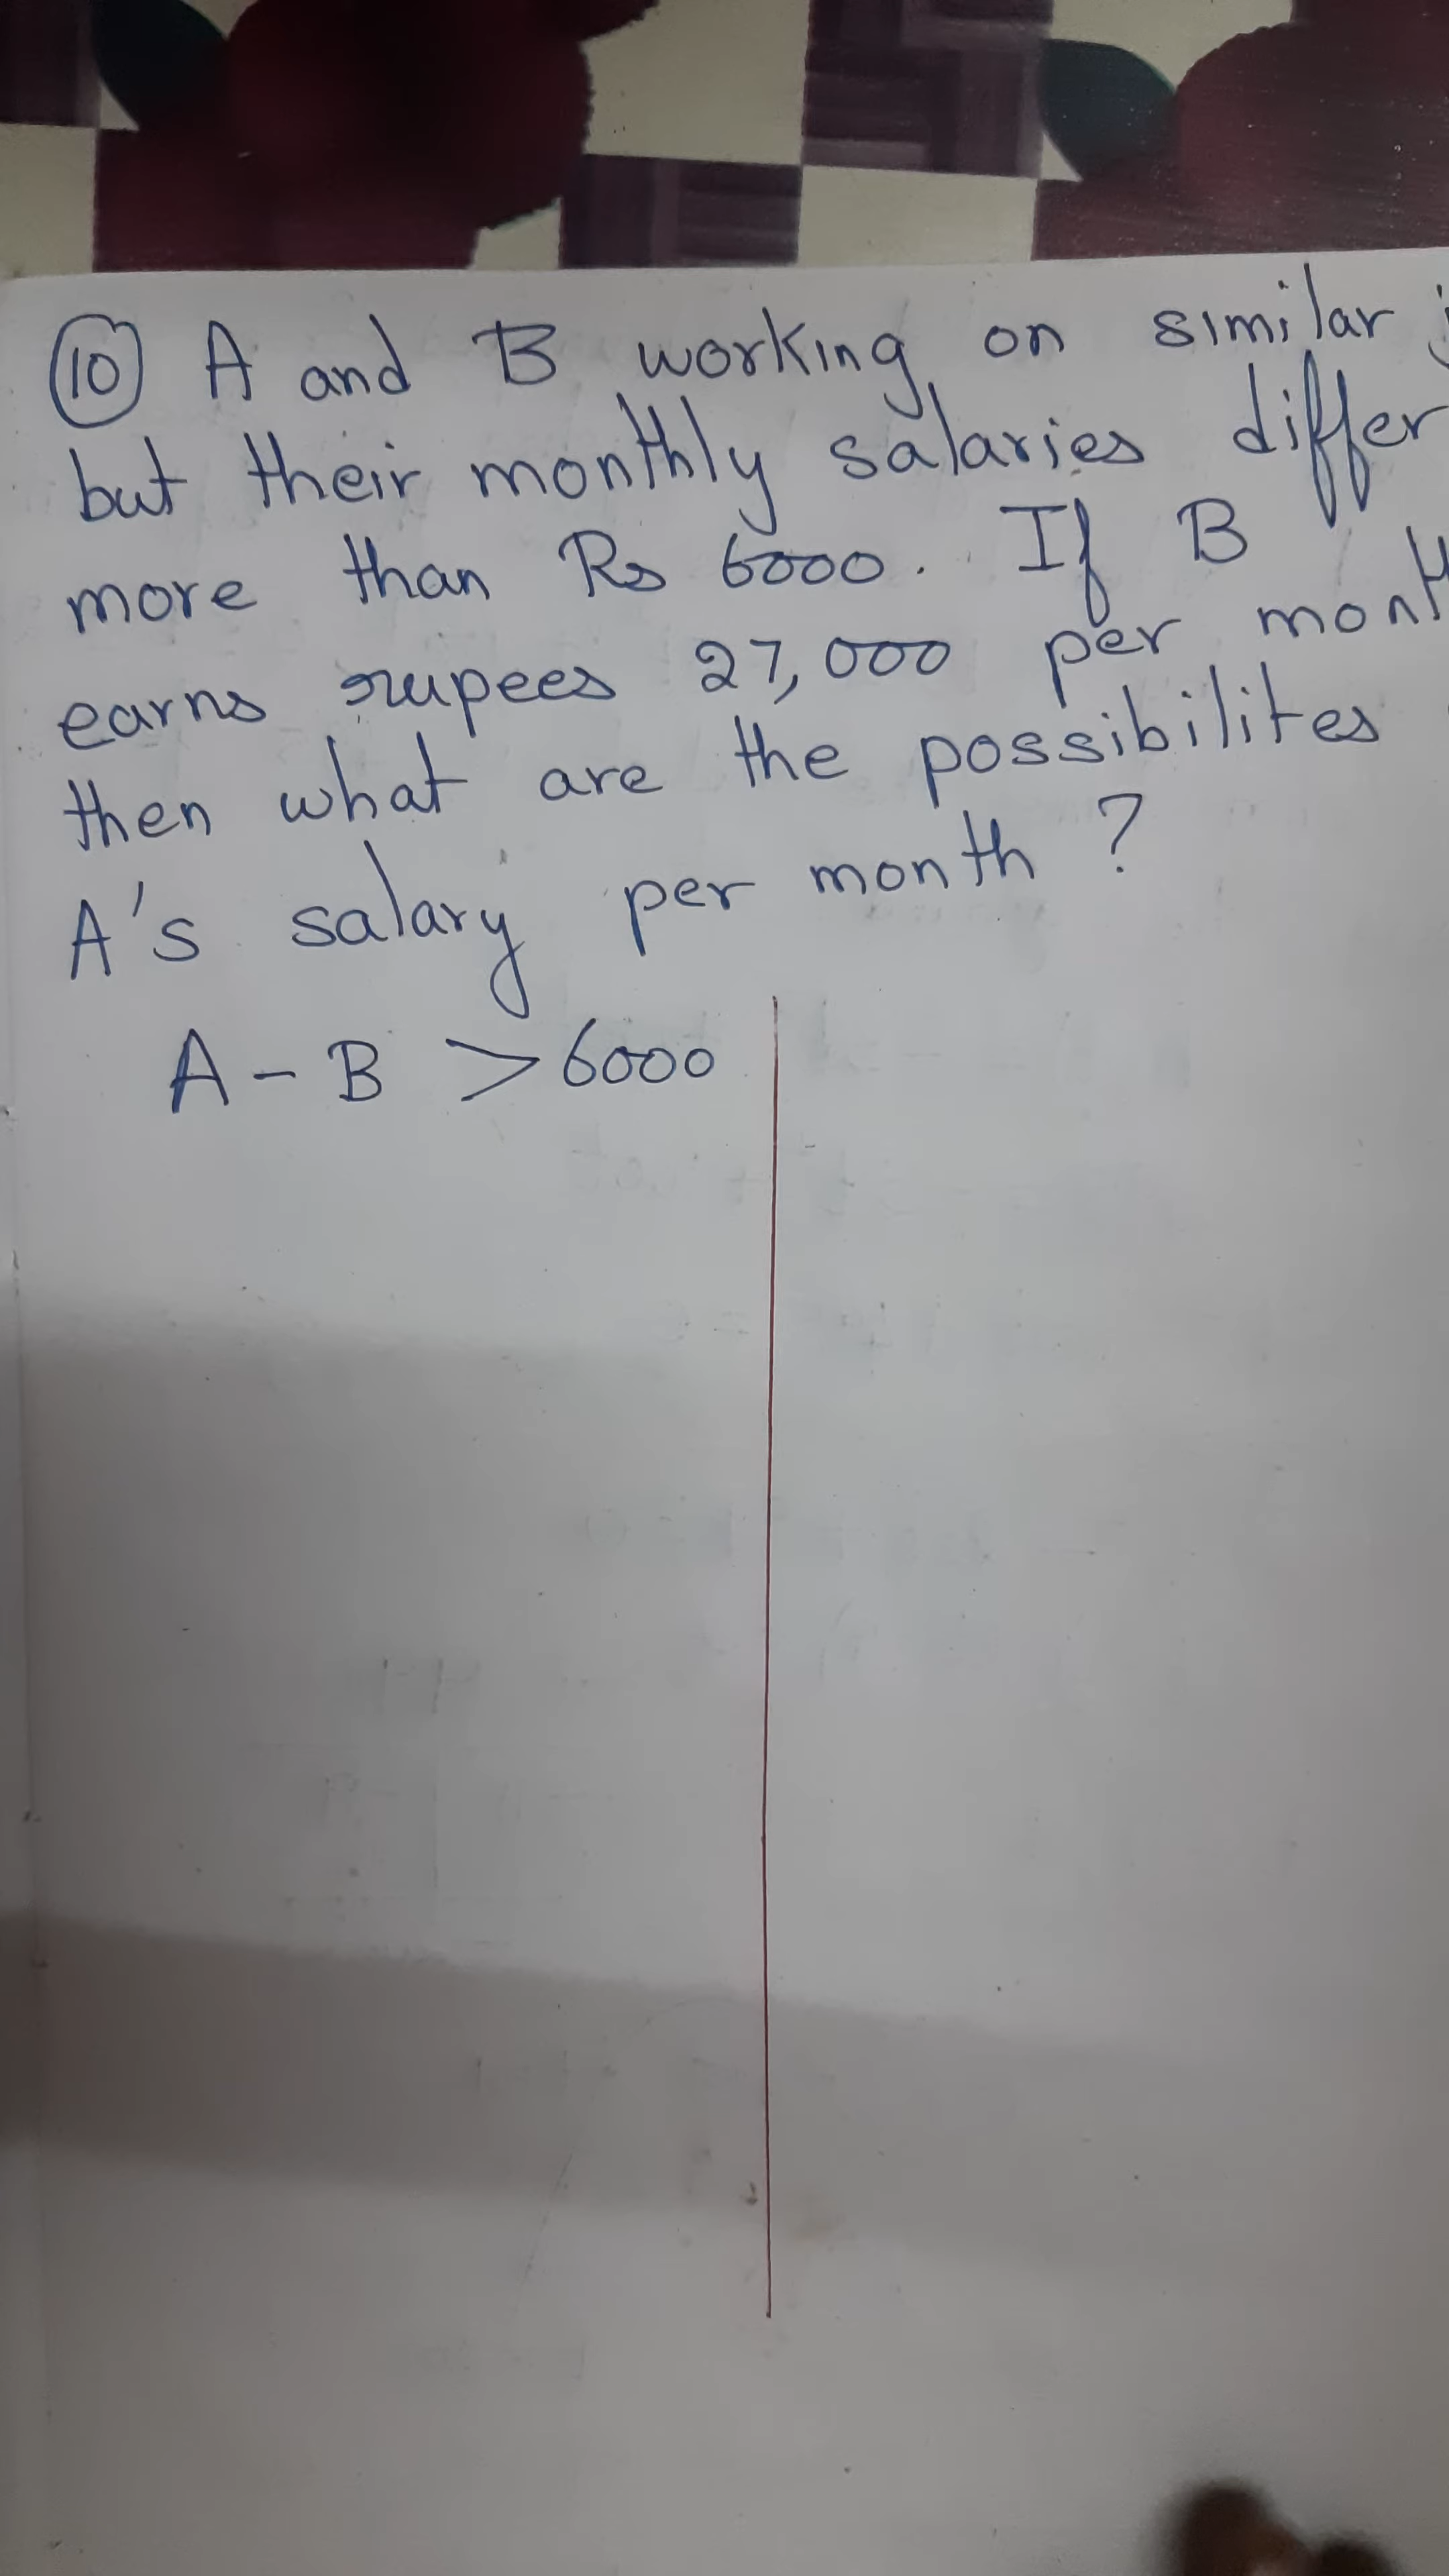 10 A and B working on similar
but their monthly salaries differ
more than Rs 6000. If B
earns rupees 27,000 per mont
then what are the possibilites
A's salary per month ?
A - B > 6000